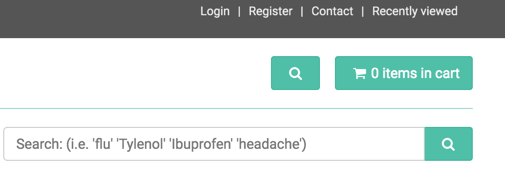 Login | Register | Contact | Recently viewed
0 items in cart
Search: (i.e. 'flu' 'Tylenol' 'Ibuprofen' 'headache')